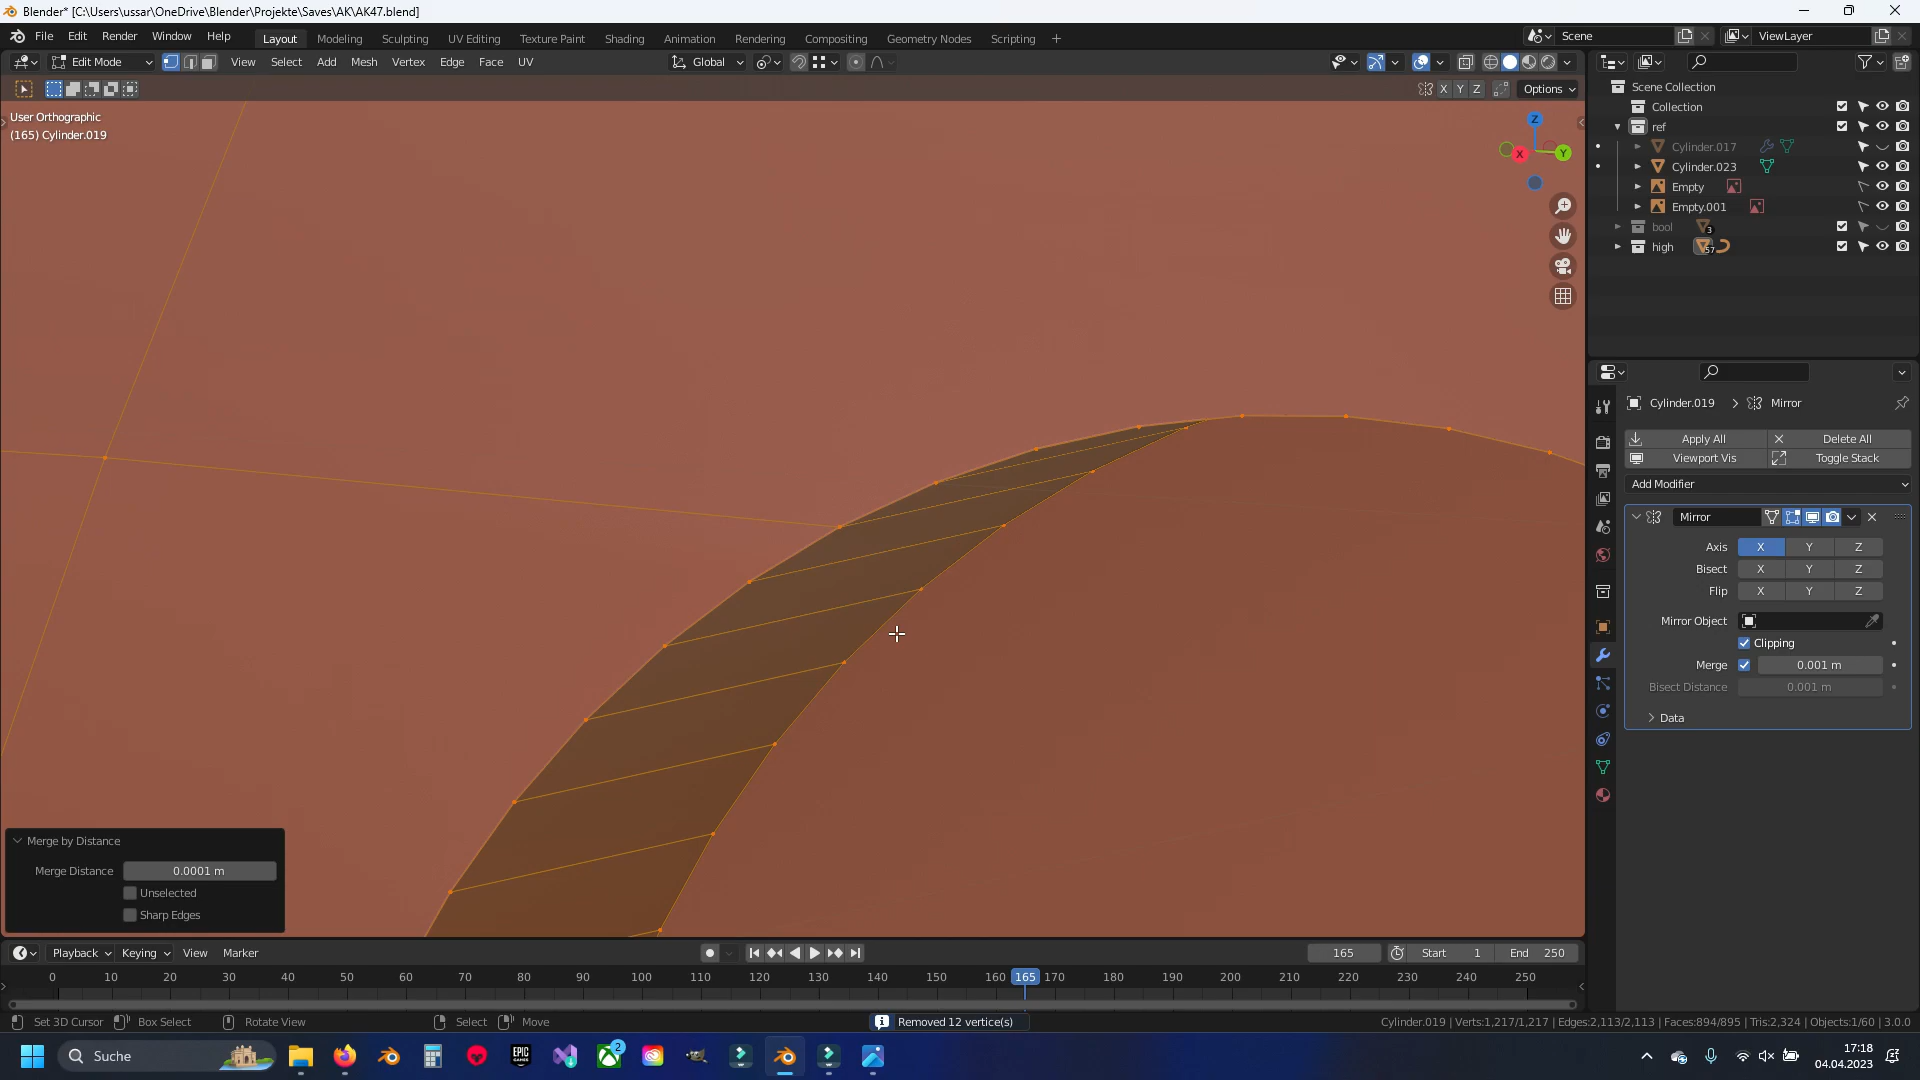 Blender* [C:\Users\ussar\OneDrive\Blender\Projekte\Saves\AK\AK47.blend]
File Edit Render Window Help
Layout Modeling Sculpting UV Editing Texture Paint Shading Animation Rendering Compositing Geometry Nodes Scripting +
Scene ViewLayer
Edit Mode View Select Add Mesh Vertex Edge Face UV Global
X Y Z Options
User Orthographic
(165) Cylinder.019
Z
X Y
Scene Collection
Collection
ref
Cylinder.017
Cylinder.023
Empty
Empty.001
bool 3
high 57
Cylinder.019 > Mirror
Apply All Delete All
Viewport Vis Toggle Stack
Add Modifier
Mirror
Axis X Y Z
Bisect X Y Z
Flip X Y Z
Mirror Object
Clipping
Merge 0.001 m
Bisect Distance 0.001 m
Data
Merge by Distance
Merge Distance 0.0001 m
Unselected
Sharp Edges
Playback Keying View Marker 165 Start 1 End 250
0 10 20 30 40 50 60 70 80 90 100 110 120 130 140 150 160 165 170 180 190 200 210 220 230 240 250
Set 3D Cursor Box Select Rotate View Select Move Removed 12 vertice(s) Cylinder.019 | Verts:1,217/1,217 | Edges:2,113/2,113 | Faces:894/895 | Tris:2,324 | Objects:1/60 | 3.0.0
Suche EPIC GAMES 2 17:18
04.04.2023